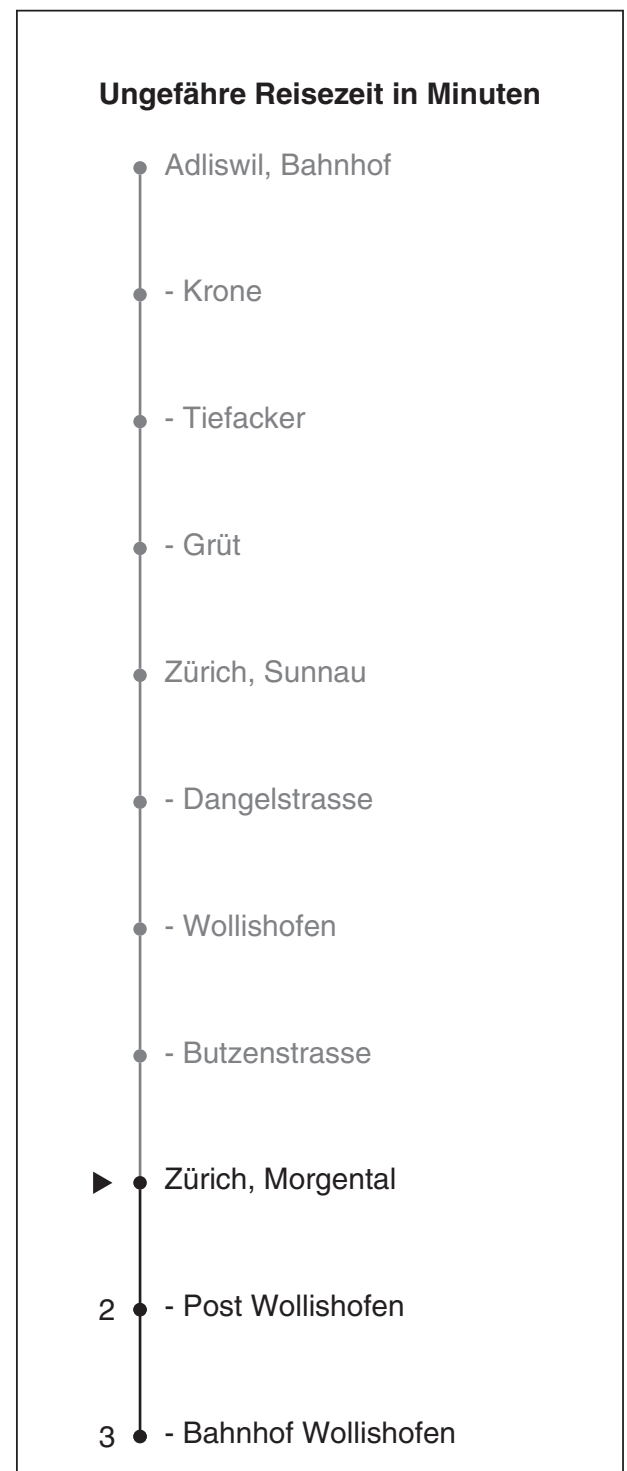 Ungefähre Reisezeit in Minuten
Adliswil, Bahnhof
- Krone
- Tiefacker
- Grüt
Zürich, Sunnau
- Dangelstrasse
- Wollishofen
- Butzenstrasse
Zürich, Morgental
2 - Post Wollishofen
3 - Bahnhof Wollishofen